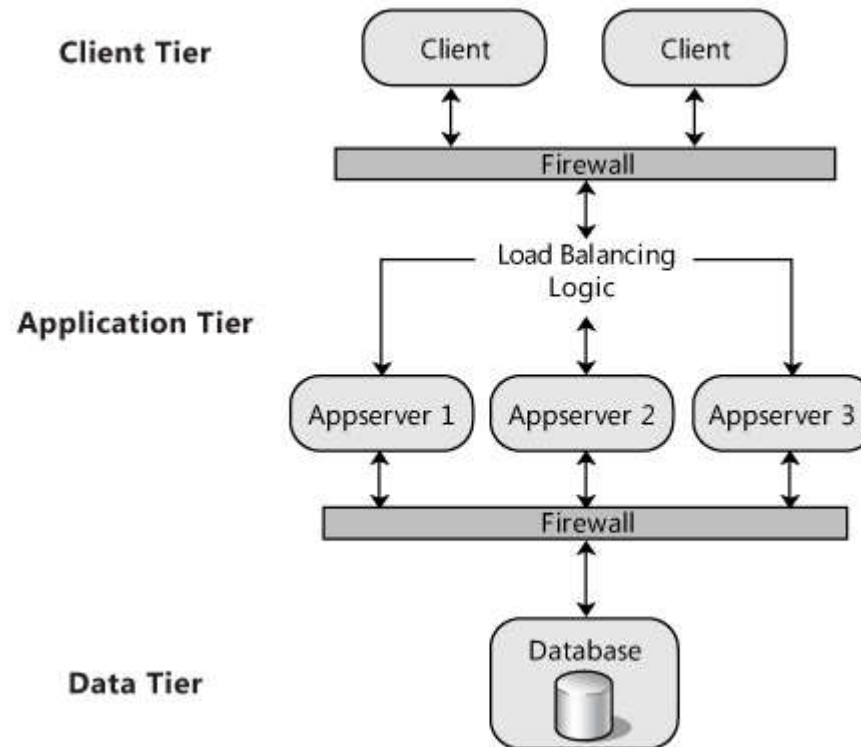 Client Tier
Client
Client
Firewall
Load Balancing
Logic
Application Tier
Appserver 1
Appserver 2
Appserver 3
Firewall
Database
Data Tier